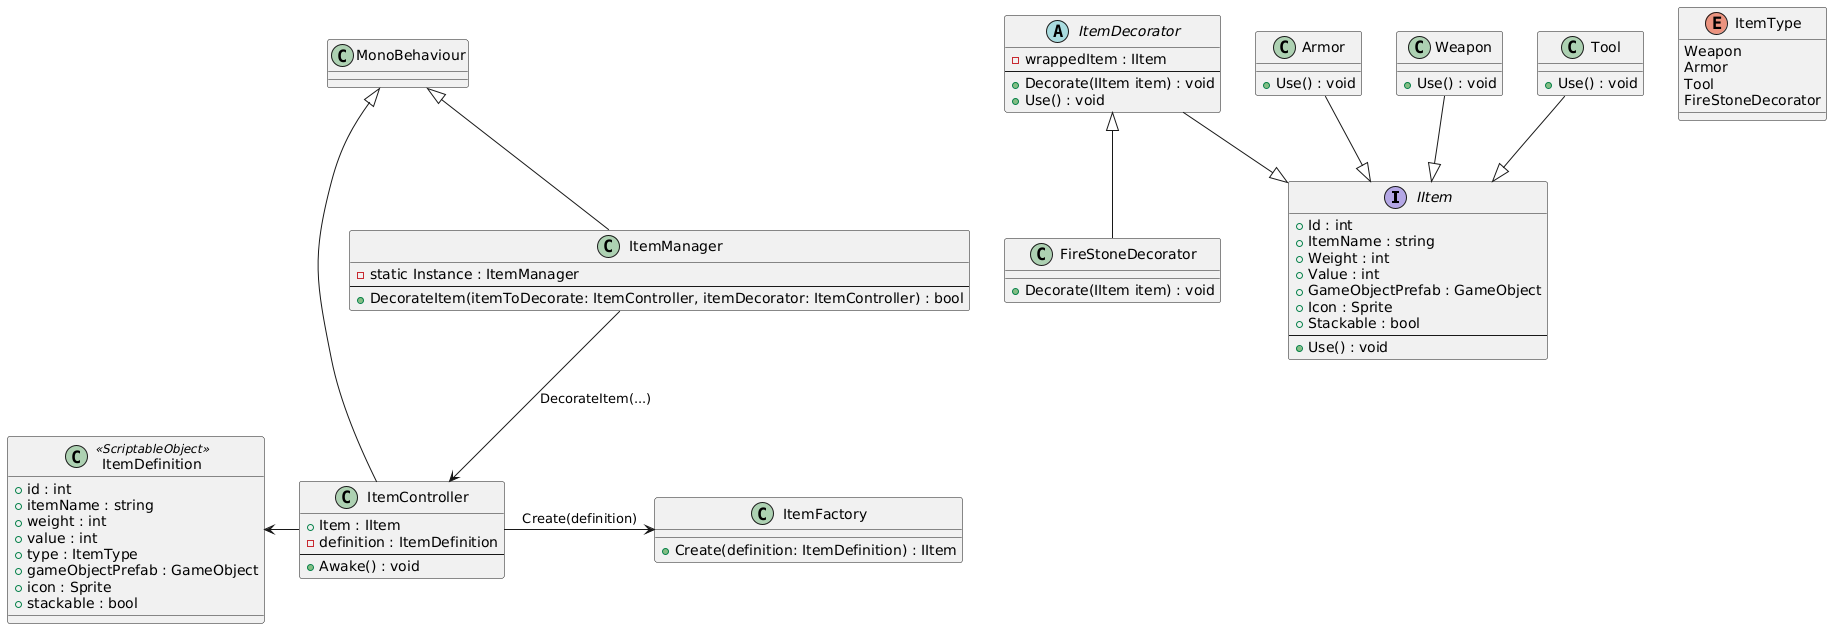 C MonoBehaviour
A ItemDecorator
wrappedItem : IItem
Decorate(IItem item) : void
Use() : void
C Armor
Use() : void
C Weapon
Use() : void
C Tool
Use() : void
E ItemType
Weapon
Armor
Tool
FireStoneDecorator
C ItemManager
static Instance : ItemManager
DecorateItem(itemToDecorate: ItemController, itemDecorator: ItemController) : bool
C FireStoneDecorator
Decorate(IItem item) : void
I IItem
Id : int
ItemName : string
Weight : int
Value : int
GameObjectPrefab : GameObject
Icon : Sprite
Stackable : bool
Use() : void
DecorateItem(...)
C «ScriptableObject»
ItemDefinition
id : int
itemName : string
weight : int
value : int
type : ItemType
gameObjectPrefab : GameObject
icon : Sprite
stackable : bool
C ItemController
Item : IItem
definition : ItemDefinition
Awake() : void
Create(definition)
C ItemFactory
Create(definition: ItemDefinition) : IItem